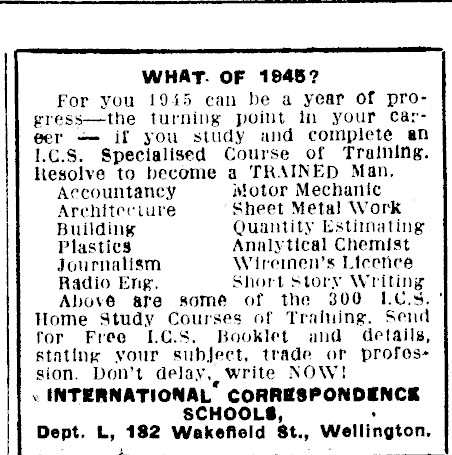 WHAT OF 1945?
For you 1945 can be a year of pro-
gress—the turning point in your car-
eer — if you study and complete an
I.C.S. Specialised Course of Training.
Resolve to become a TRAINED Man.
Accountancy Motor Mechanic
Architecture Sheet Metal Work
Building Quantity Estimating
Plastics Analytical Chemist
Journalism Wiremen's Licence
Radio Eng. Short Story Writing
Above are some of the 300 I.C.S.
Home Study Courses of Training. Send
for Free I.C.S. Booklet and details,
stating your subject, trade or profes-
sion. Don't delay, write NOW!
INTERNATIONAL CORRESPONDENCE
SCHOOLS,
Dept. L, 182 Wakefield St., Wellington.